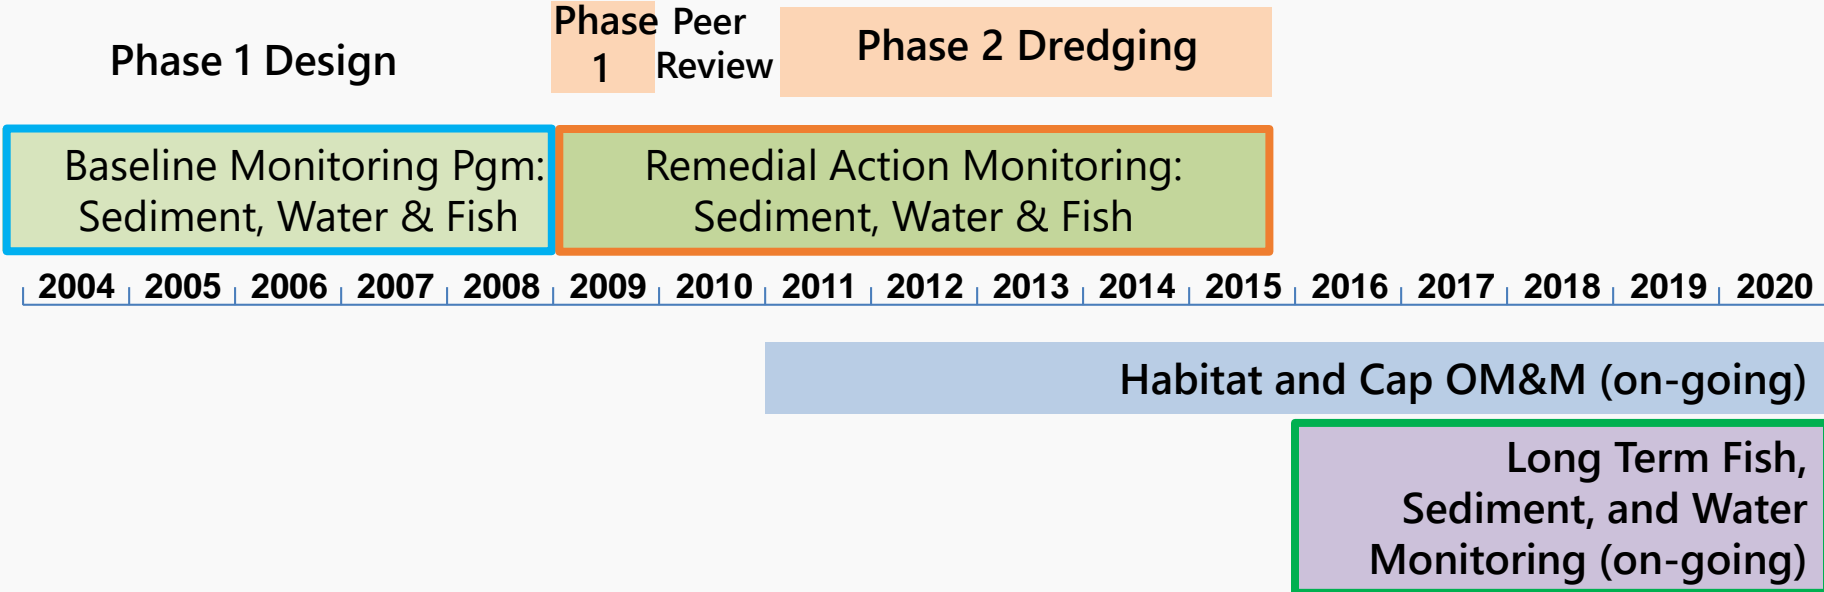 Phase 1 Design
Phase
1
Peer
Review
Phase 2 Dredging
Baseline Monitoring Pgm:
Sediment, Water & Fish
Remedial Action Monitoring:
Sediment, Water & Fish
2004 2005 2006 2007 2008 2009 2010 2011 2012 2013 2014 2015 2016 2017 2018 2019 2020
Habitat and Cap OM&M (on-going)
Long Term Fish,
Sediment, and Water
Monitoring (on-going)